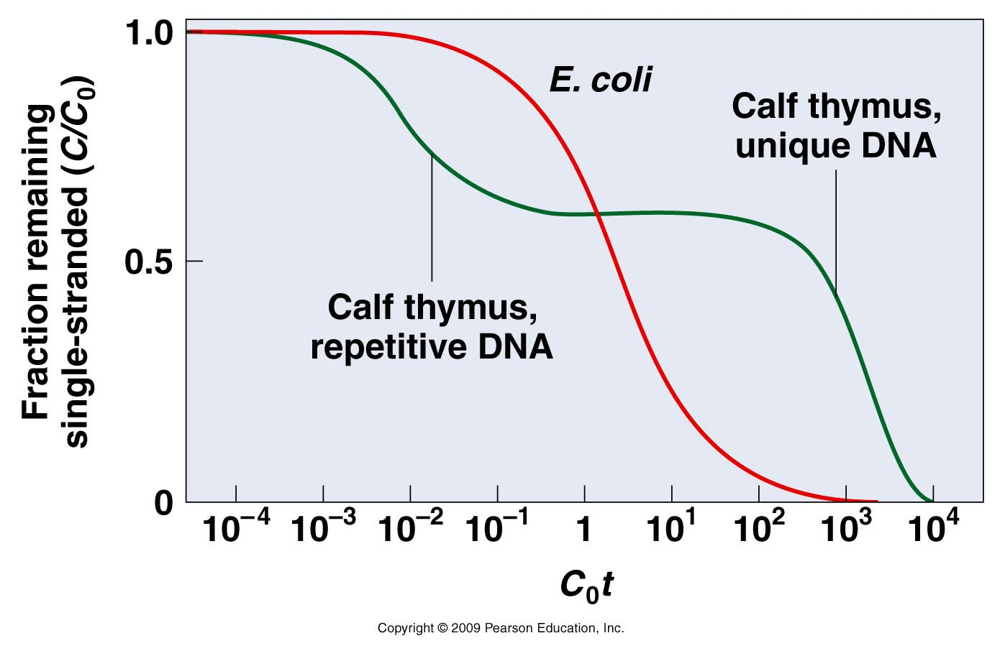 Fraction remaining
single-stranded (C/C₀)
1.0
0.5
0
E. coli
Calf thymus,
unique DNA
Calf thymus,
repetitive DNA
10⁻⁴ 10⁻³ 10⁻² 10⁻¹ 1 10¹ 10² 10³ 10⁴
C₀t
Copyright © 2009 Pearson Education, Inc.